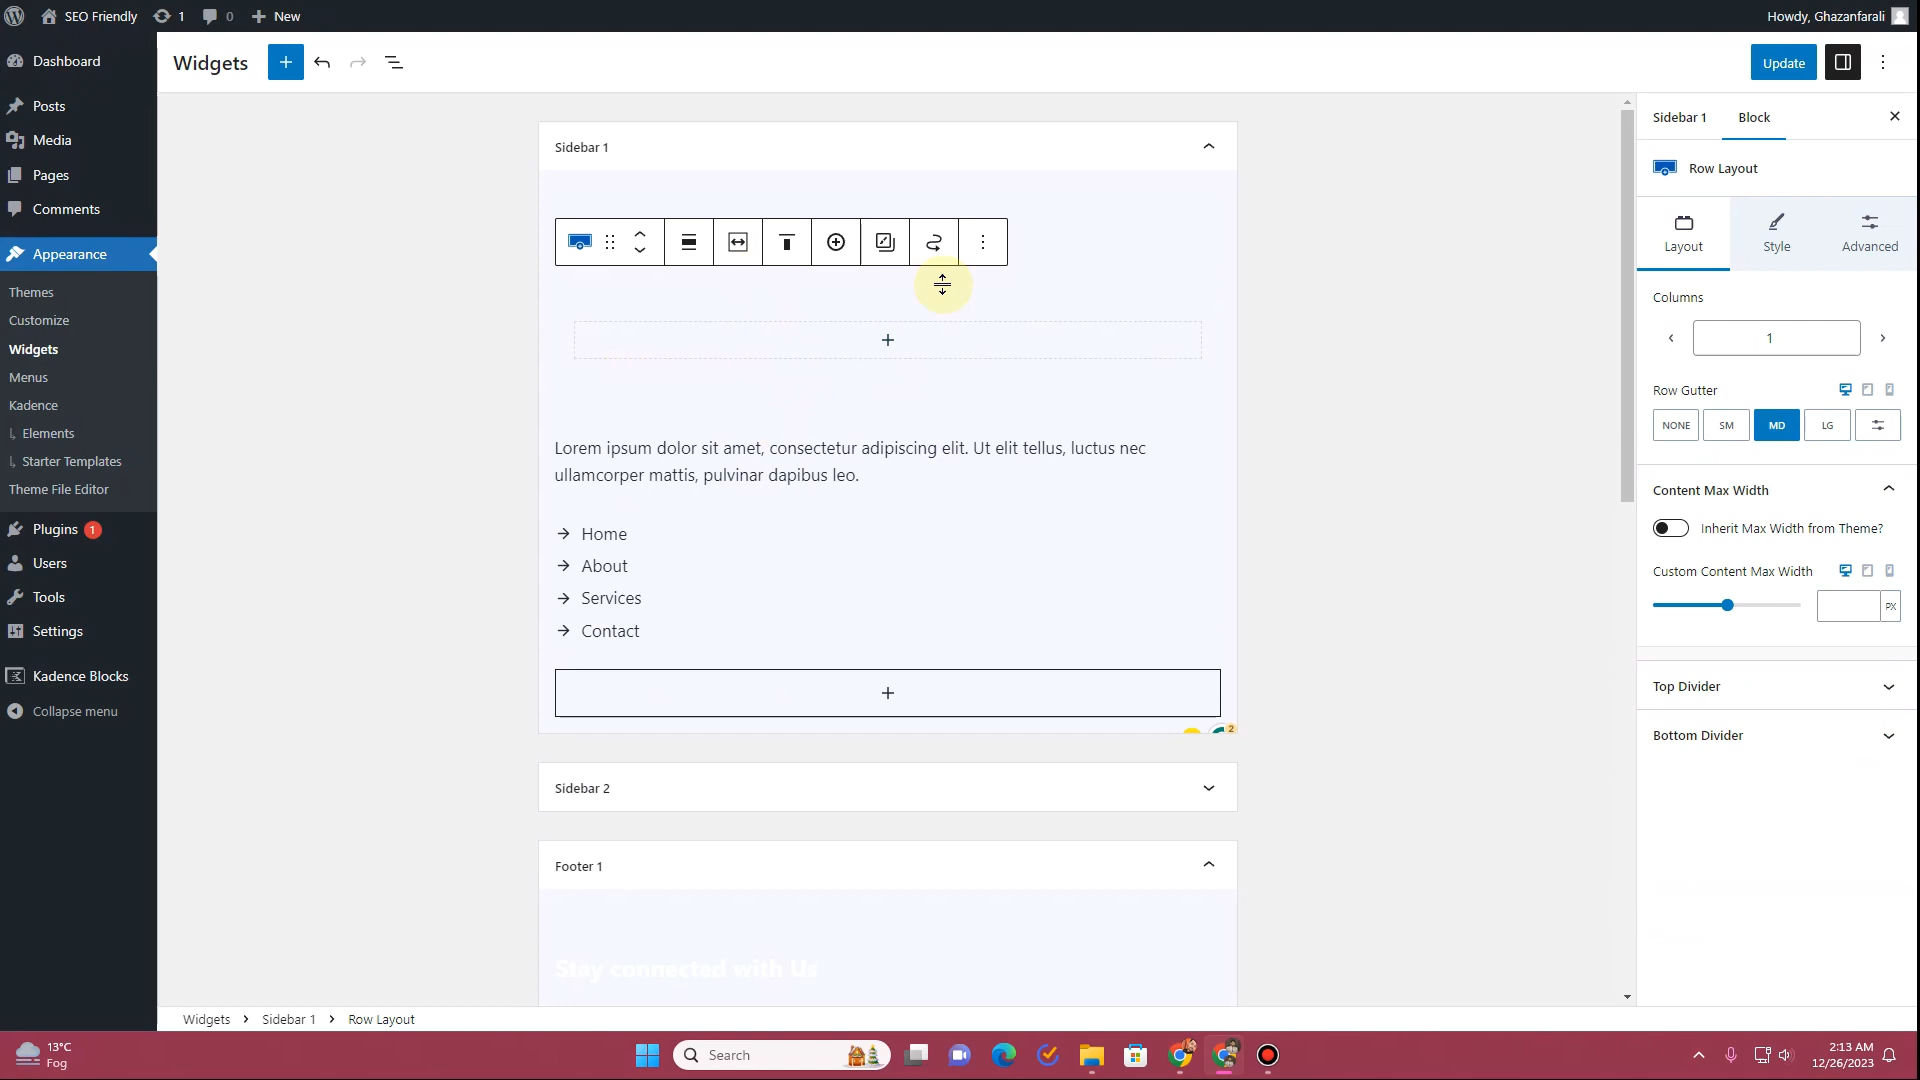 SEO Friendly
1
0
New
Howdy, Ghazanfarali
Dashboard
Posts
Media
Pages
Comments
Appearance
Themes
Customize
Widgets
Menus
Kadence
Elements
Starter Templates
Theme File Editor
Plugins 1
Users
Tools
Settings
Kadence Blocks
Collapse menu
Widgets
Update
Sidebar 1
Lorem ipsum dolor sit amet, consectetur adipiscing elit. Ut elit tellus, luctus nec
ullamcorper mattis, pulvinar dapibus leo.
Home
About
Services
Contact
2
Sidebar 2
Footer 1
Stay connected with Us
Sidebar 1
Block
Row Layout
Layout
Style
Advanced
Columns
1
Row Gutter
NONE
SM
MD
LG
Content Max Width
Inherit Max Width from Theme?
Custom Content Max Width
PX
Top Divider
Bottom Divider
Widgets > Sidebar 1 > Row Layout
13°C
Fog
Search
2:13 AM
12/26/2023